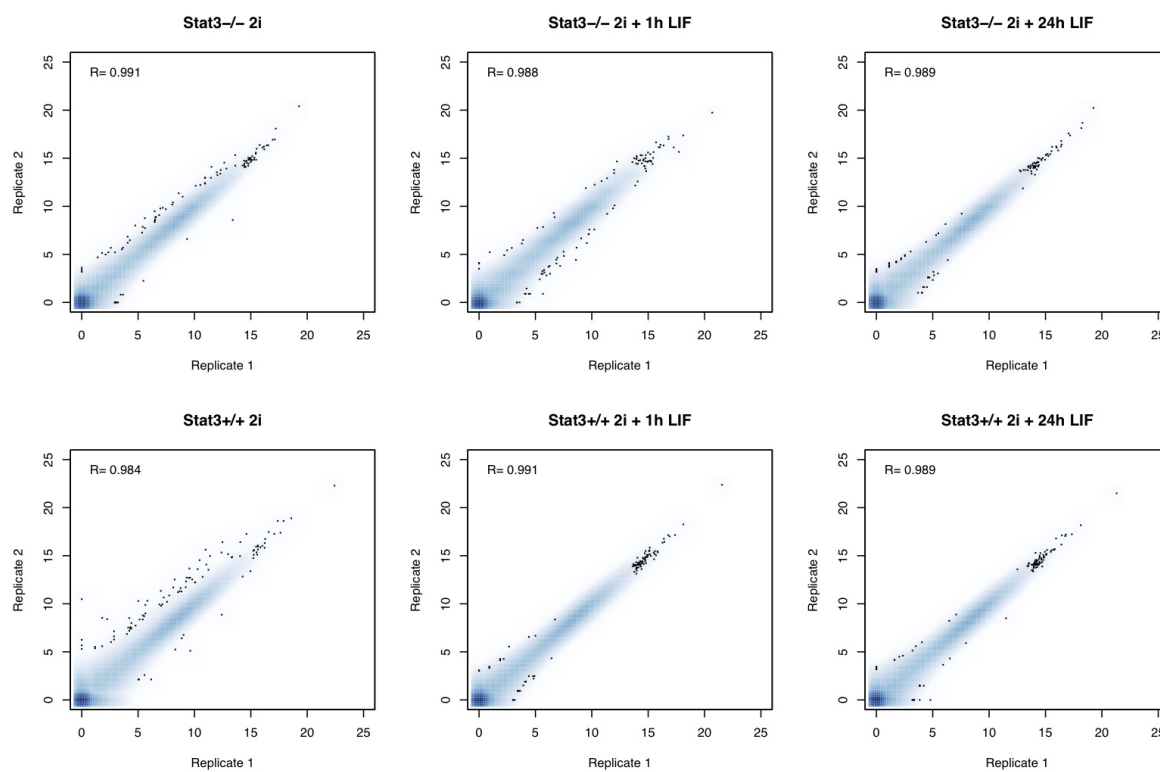 Stat3−/− 2i
Stat3−/− 2i + 1h LIF
Stat3−/− 2i + 24h LIF
R= 0.991
R= 0.988
R= 0.989
Replicate 2
0 5 10 15 20 25
Replicate 2
0 5 10 15 20 25
Replicate 2
0 5 10 15 20 25
0 5 10 15 20 25
0 5 10 15 20 25
0 5 10 15 20 25
Replicate 1
Replicate 1
Replicate 1
Stat3+/+ 2i
Stat3+/+ 2i + 1h LIF
Stat3+/+ 2i + 24h LIF
R= 0.984
R= 0.991
R= 0.989
Replicate 2
0 5 10 15 20 25
Replicate 2
0 5 10 15 20 25
Replicate 2
0 5 10 15 20 25
0 5 10 15 20 25
0 5 10 15 20 25
0 5 10 15 20 25
Replicate 1
Replicate 1
Replicate 1